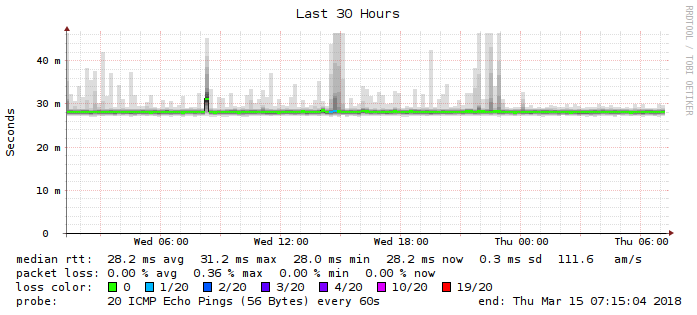 Last 30 Hours
RRDTOOL / TOBI OETIKER
Seconds
40 m
30 m
20 m
10 m
0
Wed 06:00 Wed 12:00 Wed 18:00 Thu 00:00 Thu 06:00
median rtt: 28.2 ms avg 31.2 ms max 28.0 ms min 28.2 ms now 0.3 ms sd 111.6 am/s
packet loss: 0.00 % avg 0.36 % max 0.00 % min 0.00 % now
loss color: 0 1/20 2/20 3/20 4/20 10/20 19/20
probe: 20 ICMP Echo Pings (56 Bytes) every 60s end: Thu Mar 15 07:15:04 2018